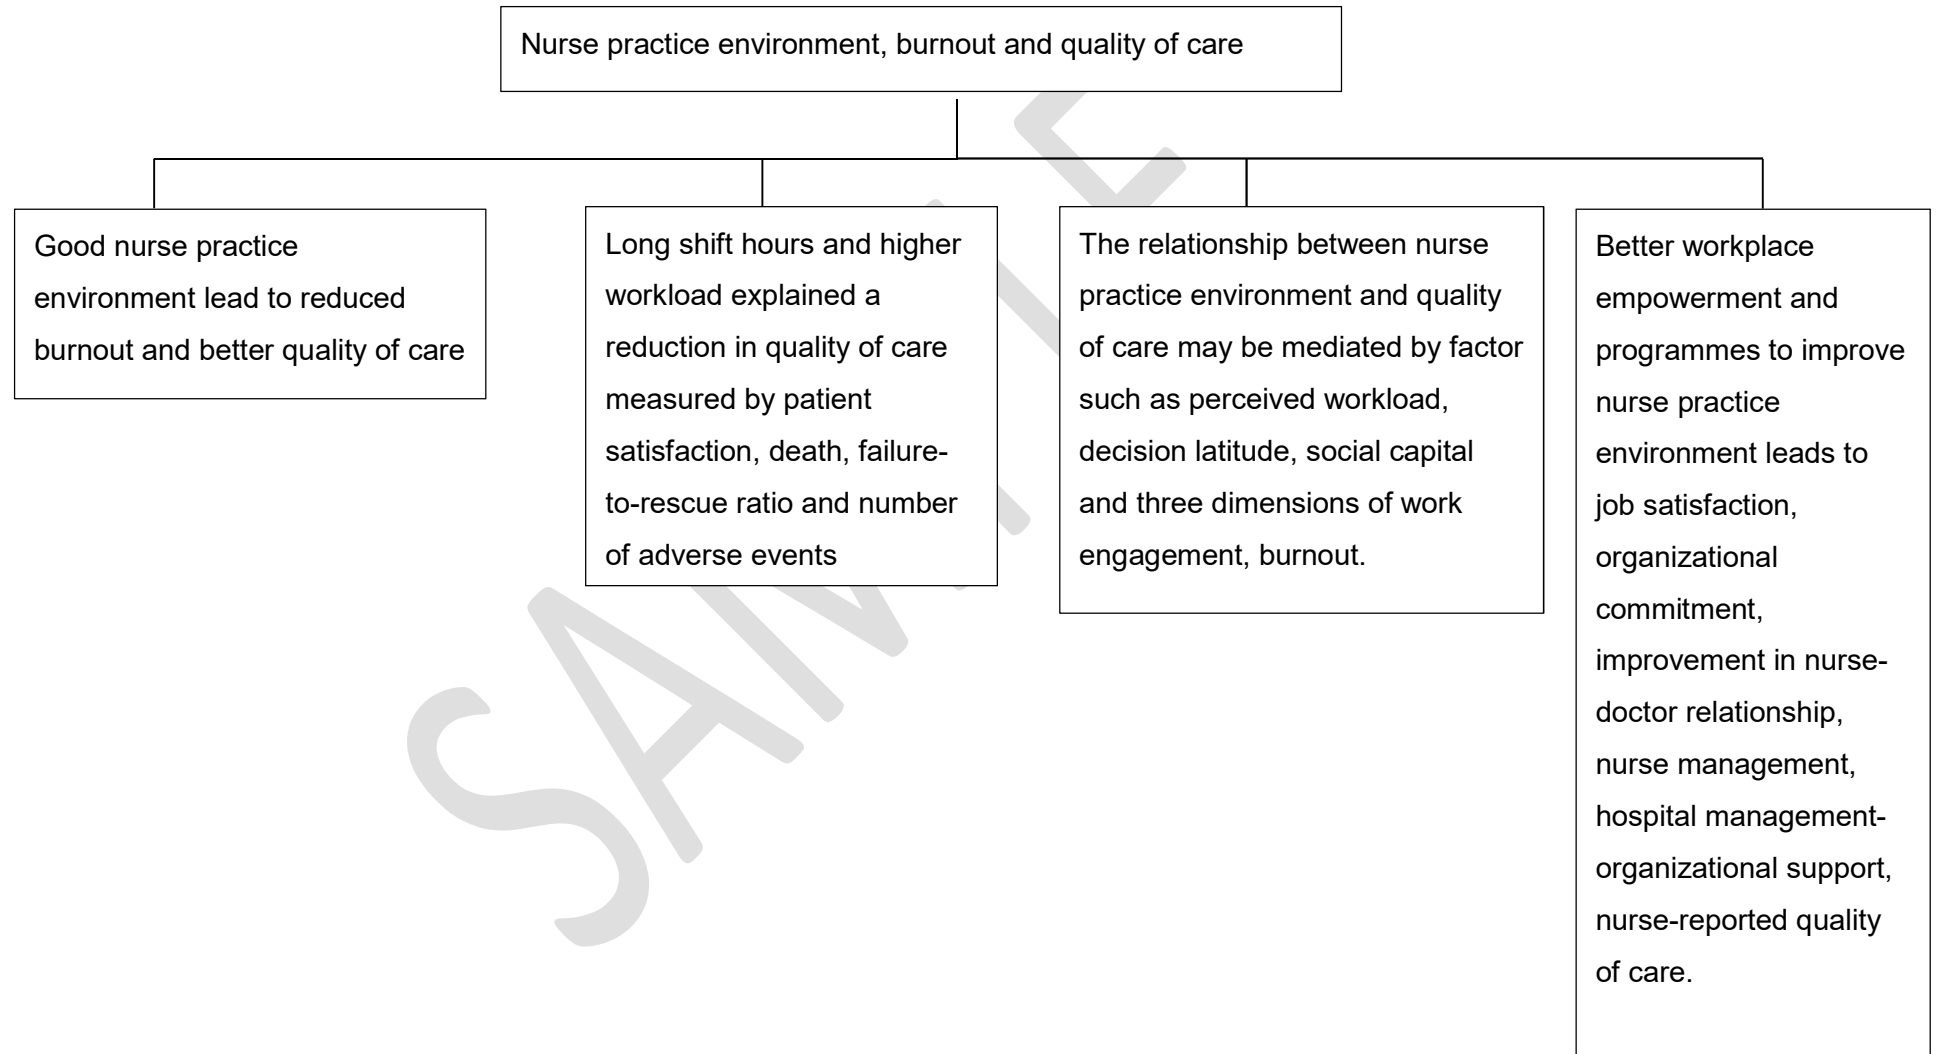 Nurse practice environment, burnout and quality of care
Good nurse practice
environment lead to reduced
burnout and better quality of care
Long shift hours and higher
workload explained a
reduction in quality of care
measured by patient
satisfaction, death, failure-
to-rescue ratio and number
of adverse events
The relationship between nurse
practice environment and quality
of care may be mediated by factor
such as perceived workload,
decision latitude, social capital
and three dimensions of work
engagement, burnout.
Better workplace
empowerment and
programmes to improve
nurse practice
environment leads to
job satisfaction,
organizational
commitment,
improvement in nurse-
doctor relationship,
nurse management,
hospital management-
organizational support,
nurse-reported quality
of care.
SAMPLE